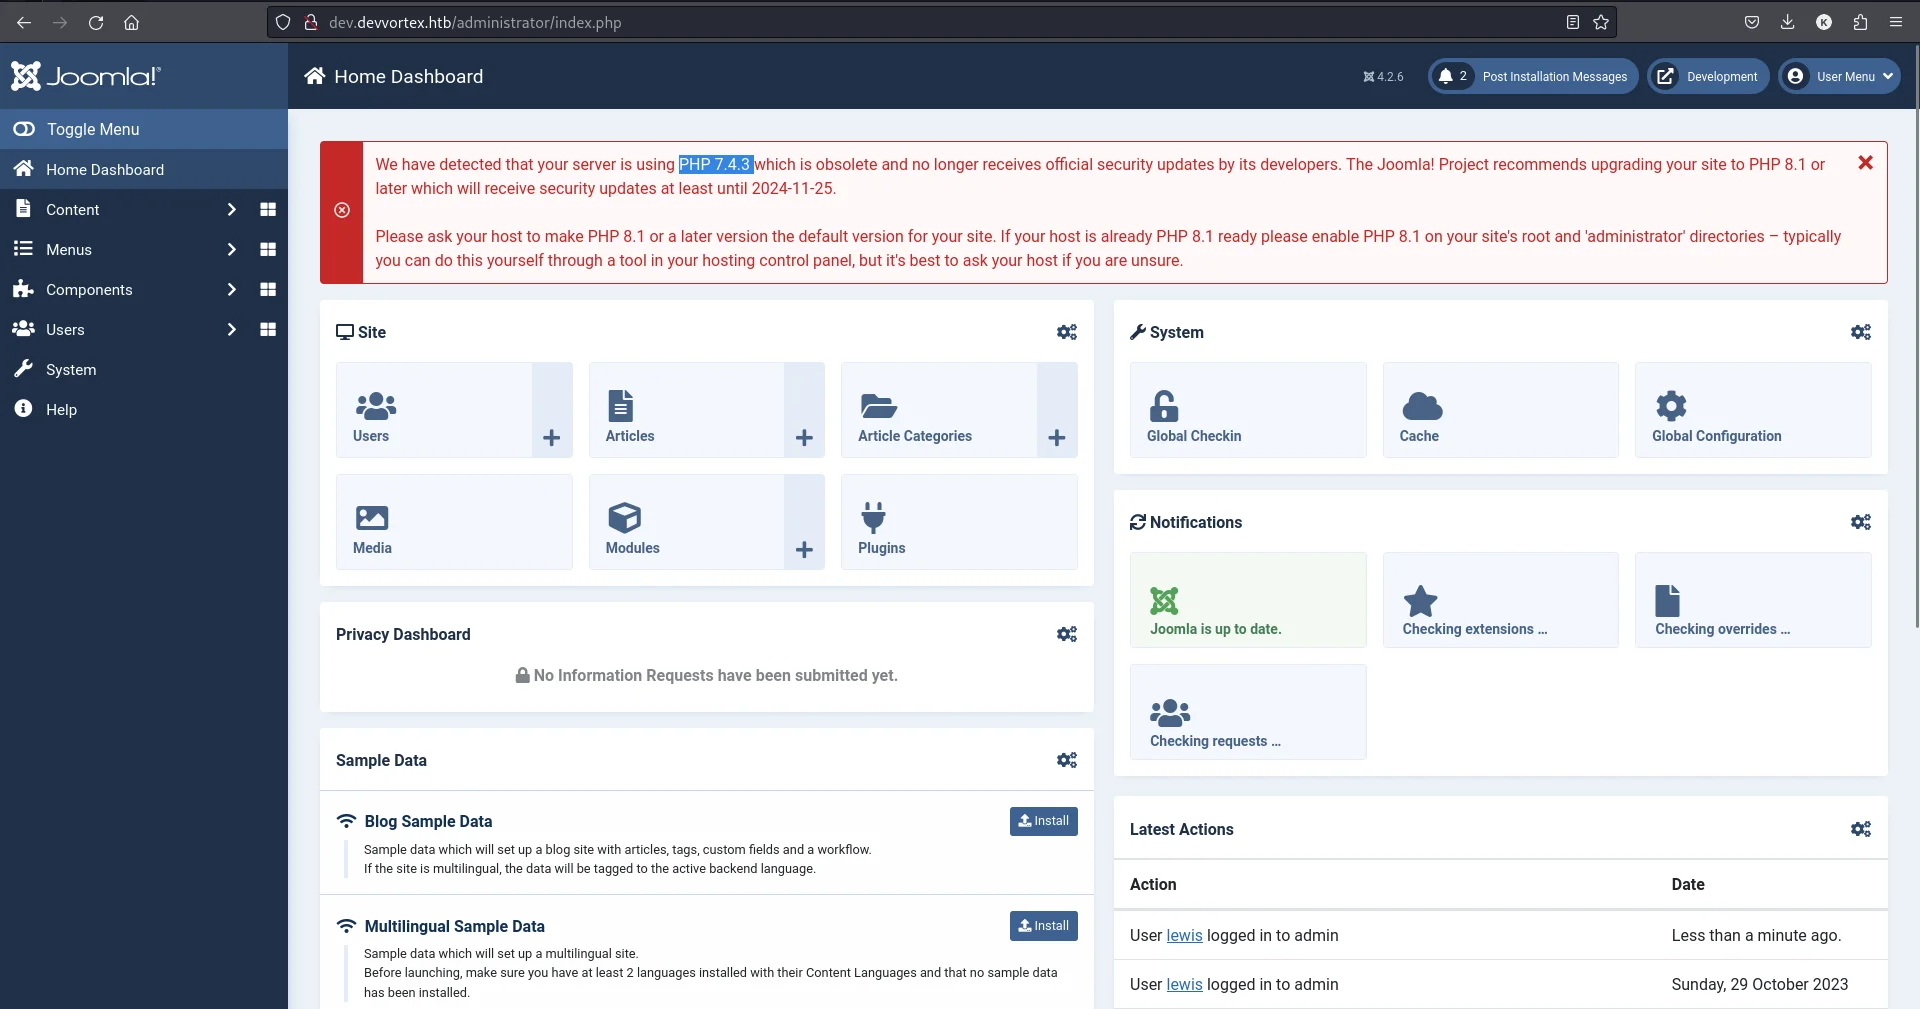 dev.devvortex.htb/administrator/index.php
K
Joomla!®
Home Dashboard
4.2.6
2 Post Installation Messages
Development
User Menu
Toggle Menu
Home Dashboard
Content
Menus
Components
Users
System
Help
We have detected that your server is using PHP 7.4.3 which is obsolete and no longer receives official security updates by its developers. The Joomla! Project recommends upgrading your site to PHP 8.1 or
later which will receive security updates at least until 2024-11-25.
Please ask your host to make PHP 8.1 or a later version the default version for your site. If your host is already PHP 8.1 ready please enable PHP 8.1 on your site's root and 'administrator' directories – typically
you can do this yourself through a tool in your hosting control panel, but it's best to ask your host if you are unsure.
Site
Users
Articles
Article Categories
Media
Modules
Plugins
Privacy Dashboard
No Information Requests have been submitted yet.
Sample Data
Blog Sample Data
Install
Sample data which will set up a blog site with articles, tags, custom fields and a workflow.
If the site is multilingual, the data will be tagged to the active backend language.
Multilingual Sample Data
Install
Sample data which will set up a multilingual site.
Before launching, make sure you have at least 2 languages installed with their Content Languages and that no sample data
has been installed.
System
Global Checkin
Cache
Global Configuration
Notifications
Joomla is up to date.
Checking extensions ...
Checking overrides ...
Checking requests ...
Latest Actions
Action Date
User lewis logged in to admin Less than a minute ago.
User lewis logged in to admin Sunday, 29 October 2023